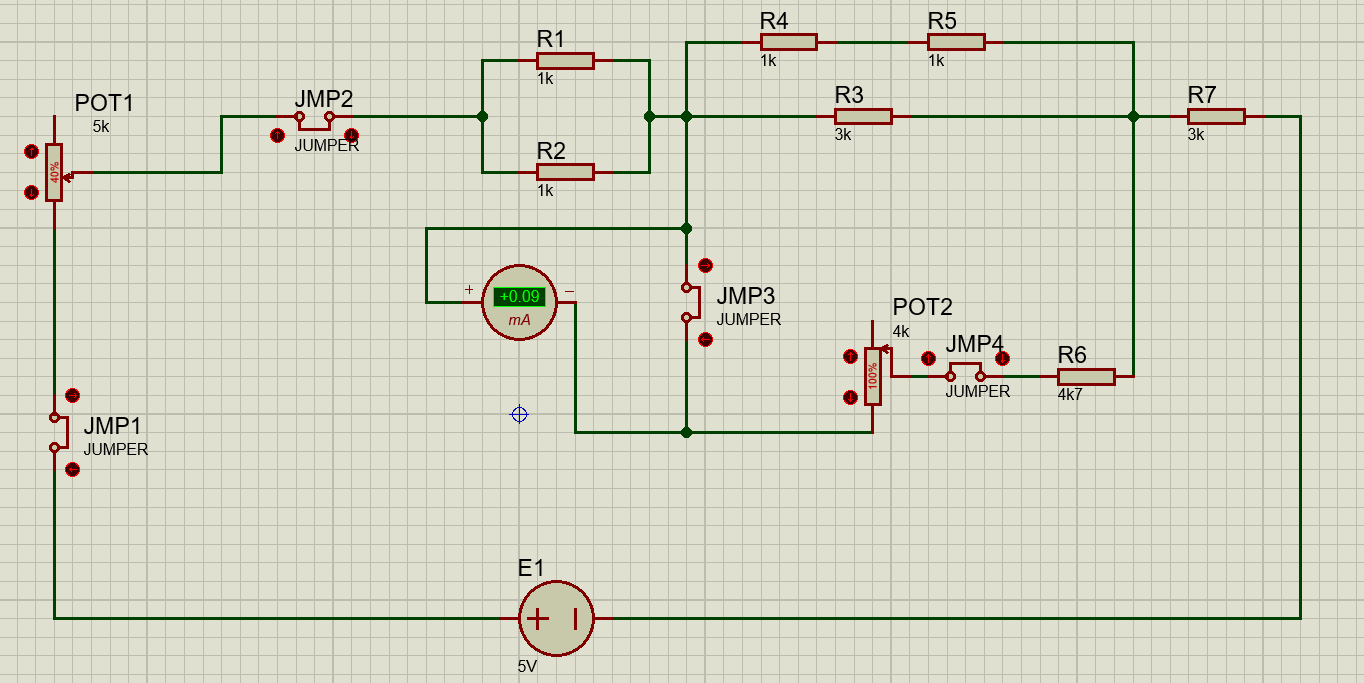 R4
1k
R5
1k
R1
1k
POT1
5k
40%
JMP2
JUMPER
R3
3k
R7
3k
R2
1k
+
+0.09
−
mA
JMP3
JUMPER
POT2
4k
100%
JMP4
JUMPER
R6
4k7
JMP1
JUMPER
E1
5V